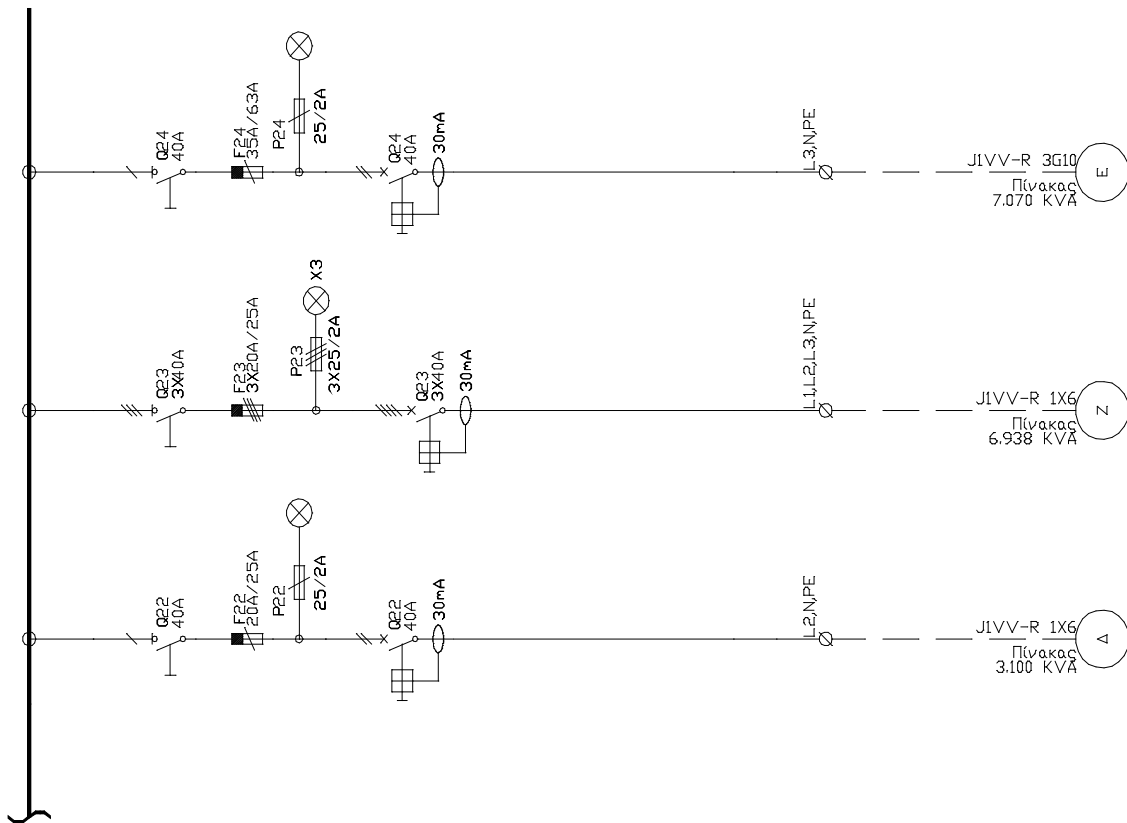 Q24
40A
F24
35A/63A
P24
25/2A
Q24
40A
30mA
L3,N,PE
J1VV-R 3G10
Πίνακας
7.070 KVA
E
Q23
3X40A
F23
3X20A/25A
X3
P23
3X25/2A
Q23
3X40A
30mA
L1,L2,L3,N,PE
J1VV-R 1X6
Πίνακας
6.938 KVA
Z
Q22
40A
F22
20A/25A
P22
25/2A
Q22
40A
30mA
L2,N,PE
J1VV-R 1X6
Πίνακας
3.100 KVA
Δ